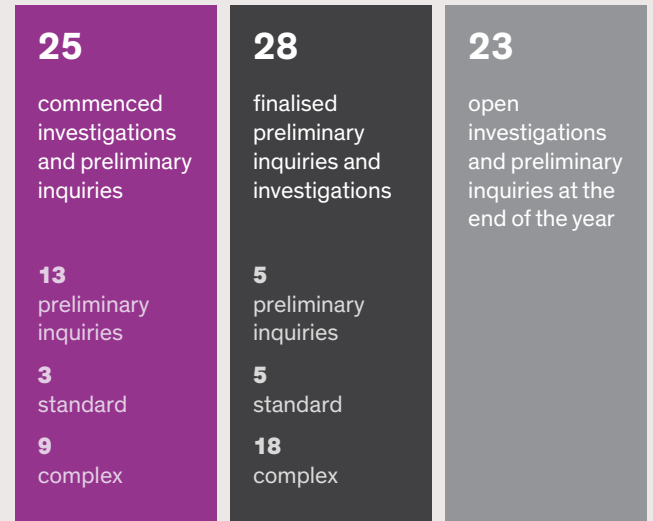 25
commenced
investigations
and preliminary
inquiries
13
preliminary
inquiries
3
standard
9
complex
28
finalised
preliminary
inquiries and
investigations
5
preliminary
inquiries
5
standard
18
complex
23
open
investigations
and preliminary
inquiries at the
end of the year